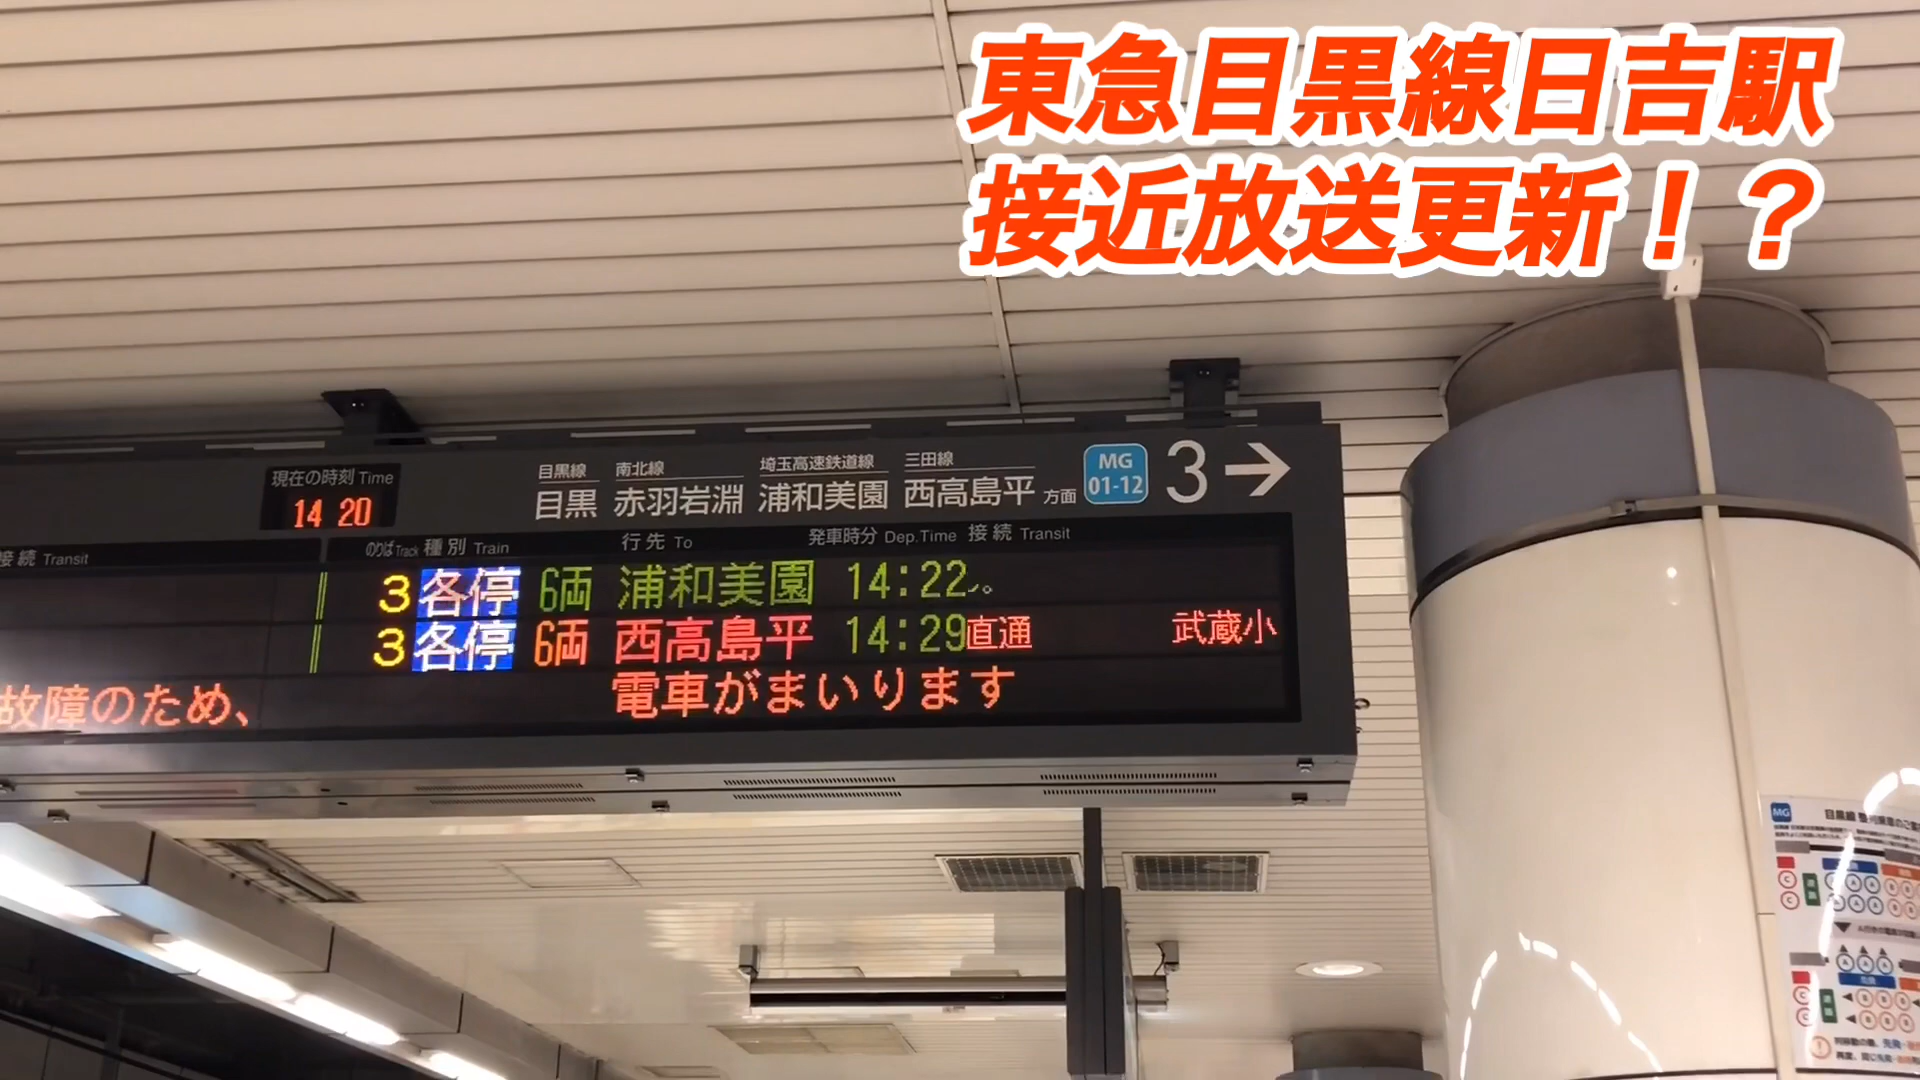 東急目黒線日吉駅
接近放送更新！？
現在の時刻 Time
14 20
目黒線 南北線 埼玉高速鉄道線 三田線
目黒 赤羽岩淵 浦和美園 西高島平 方面
MG
01-12
3→
接続 Transit
のりば Track 種別 Train 行先 To 発車時分 Dep.Time 接続 Transit
3 各停 6両 浦和美園 14:22
3 各停 6両 西高島平 14:29 直通 武蔵小
故障のため、
電車がまいります
MG